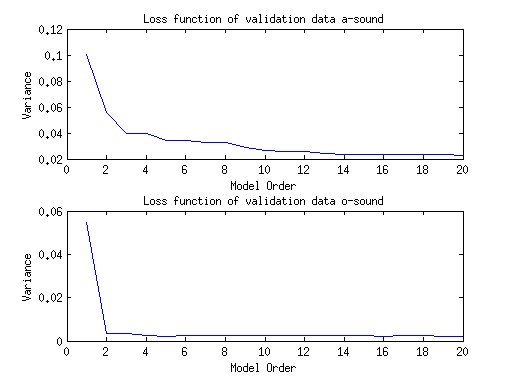 Loss function of validation data a-sound
0.12
0.1
0.08
0.06
0.04
0.02
Variance
0 2 4 6 8 10 12 14 16 18 20
Model Order
Loss function of validation data o-sound
0.06
0.04
0.02
0
Variance
0 2 4 6 8 10 12 14 16 18 20
Model Order